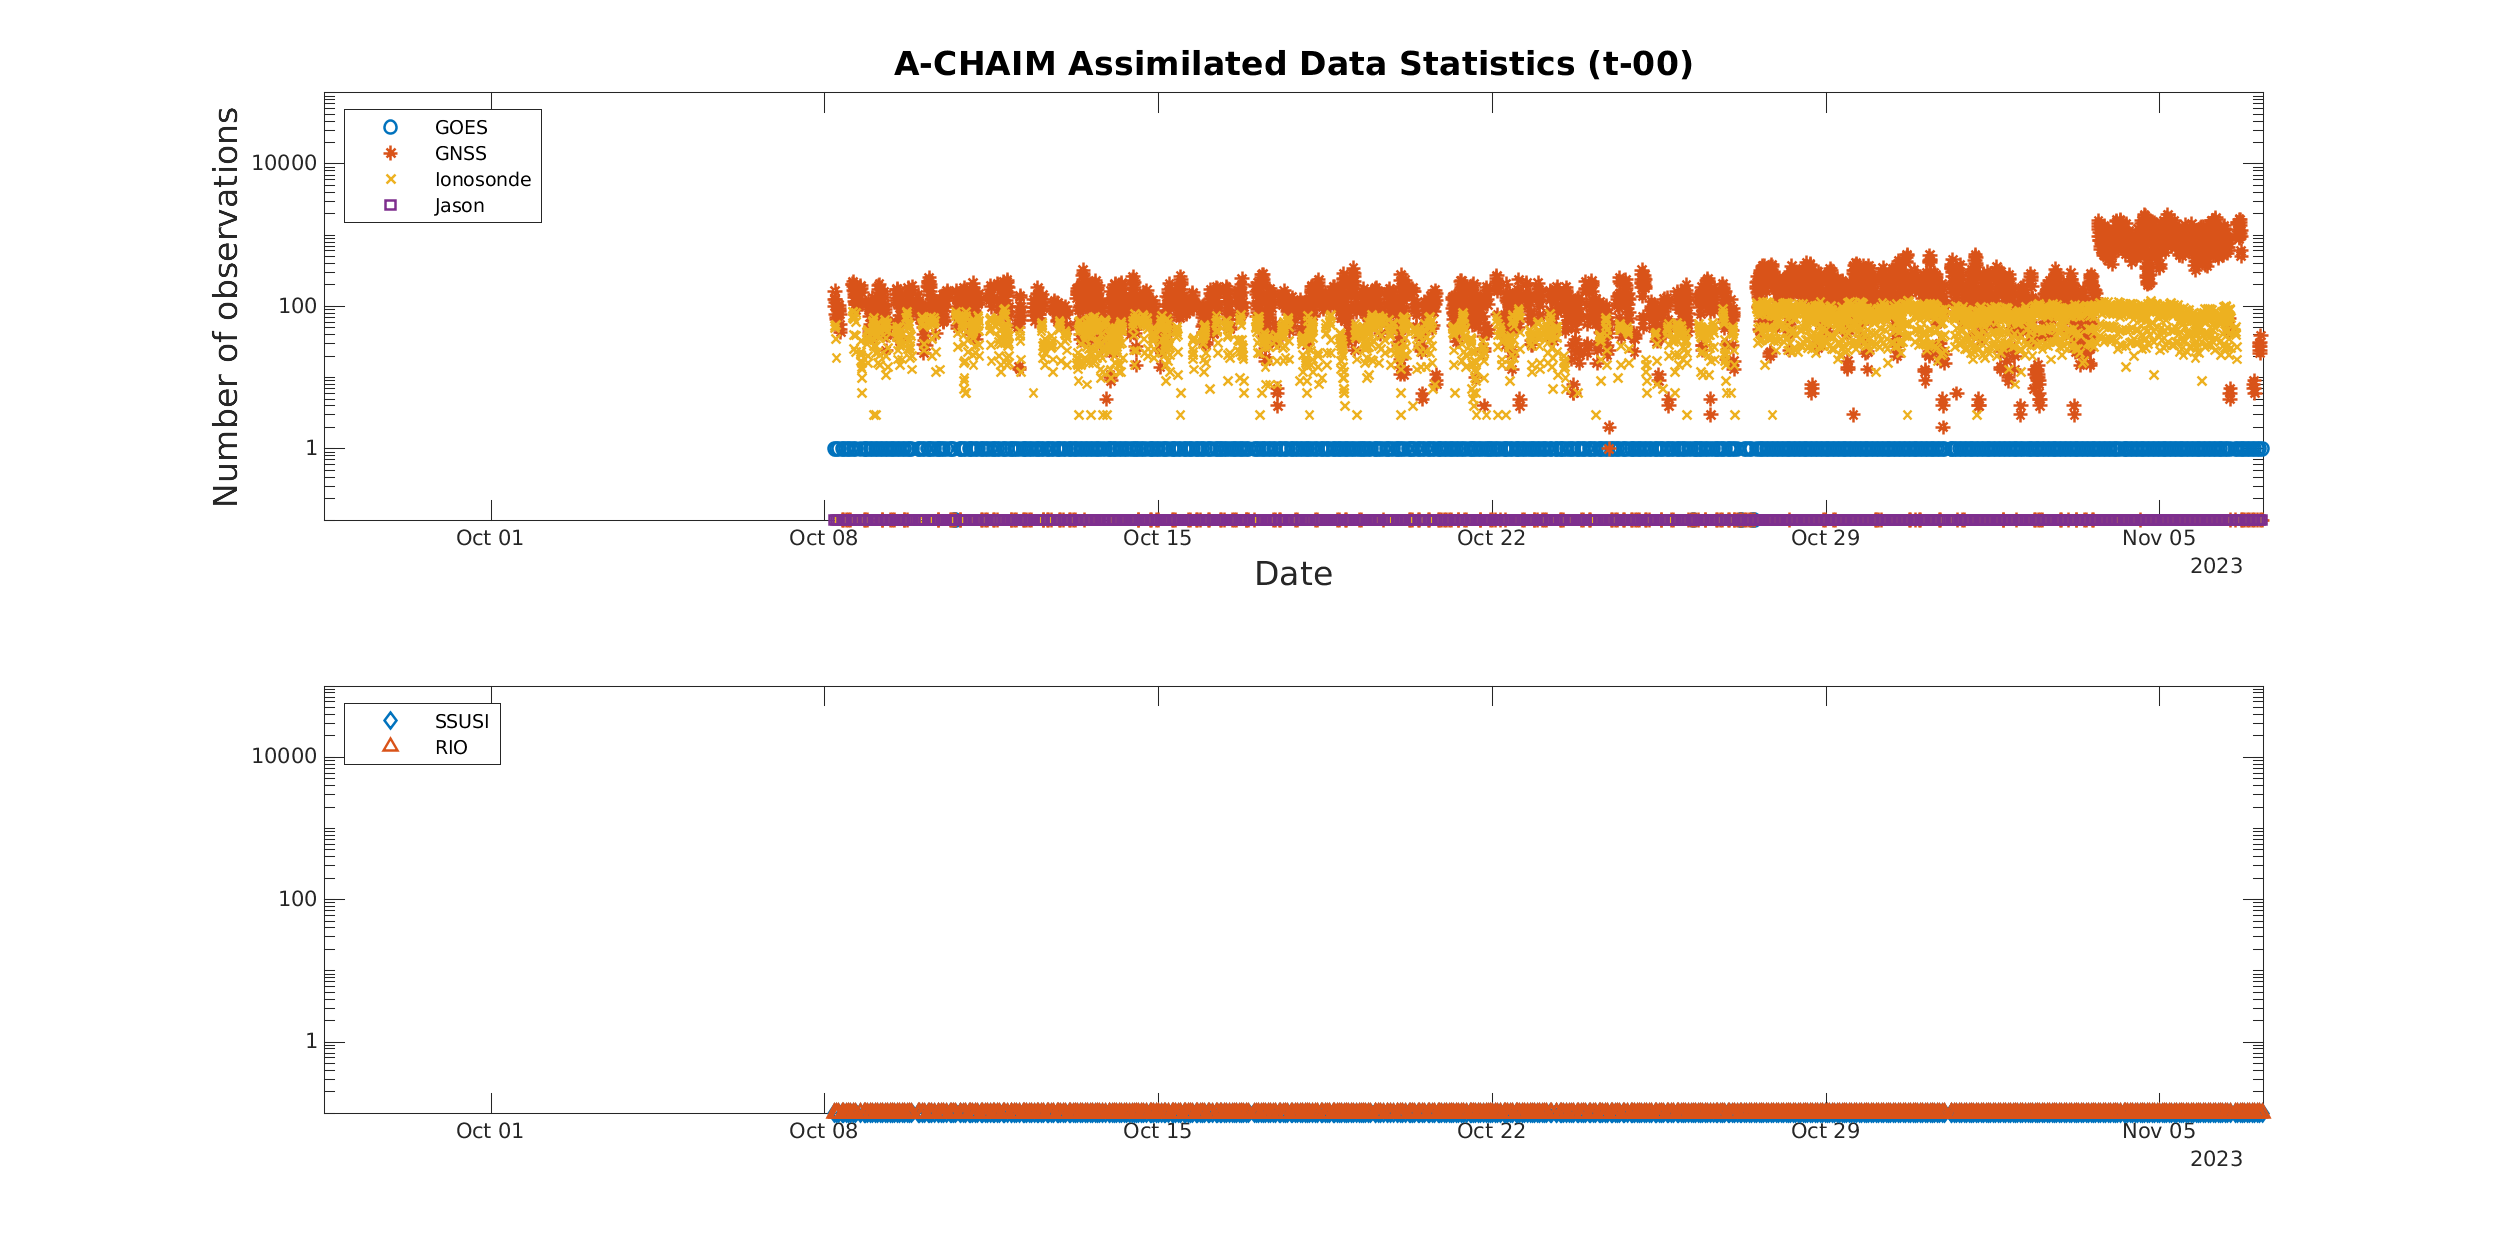 A-CHAIM Assimilated Data Statistics (t-00)
Number of observations
10000
100
1
GOES
GNSS
Ionosonde
Jason
Oct 01 Oct 08 Oct 15 Oct 22 Oct 29 Nov 05
2023
Date
10000
100
1
SSUSI
RIO
Oct 01 Oct 08 Oct 15 Oct 22 Oct 29 Nov 05
2023